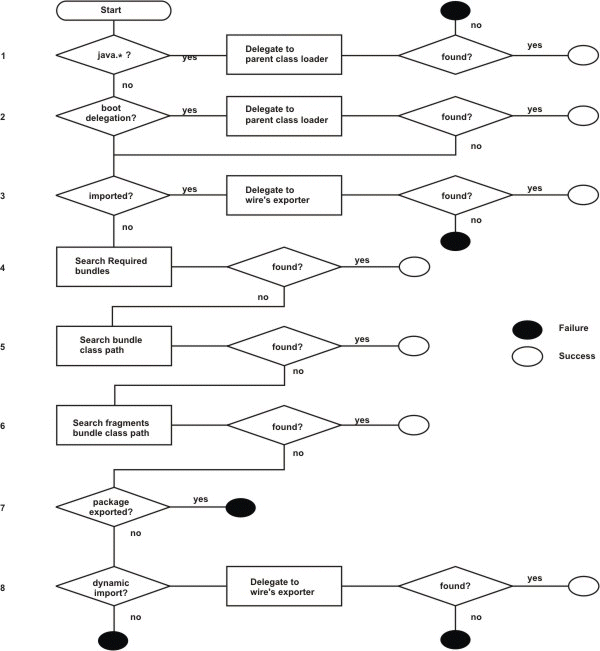 Start
no
1
java.* ?
yes
Delegate to
parent class loader
found?
yes
no
2
boot
delegation?
yes
Delegate to
parent class loader
found?
yes
no
3
imported?
yes
Delegate to
wire's exporter
found?
yes
no
no
4
Search Required
bundles
found?
yes
no
5
Search bundle
class path
found?
yes
no
Failure
Success
6
Search fragments
bundle class path
found?
yes
no
7
package
exported?
yes
no
8
dynamic
import?
Delegate to
wire's exporter
found?
yes
no
no